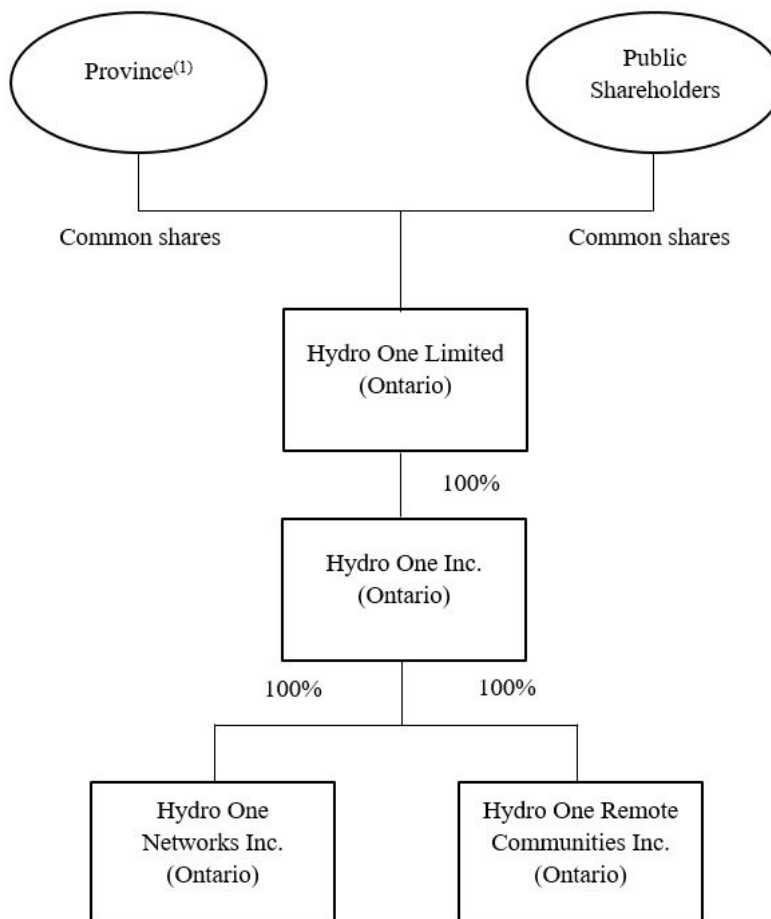 Province(1)
Public
Shareholders
Common shares
Common shares
Hydro One Limited
(Ontario)
100%
Hydro One Inc.
(Ontario)
100%
100%
Hydro One
Networks Inc.
(Ontario)
Hydro One Remote
Communities Inc.
(Ontario)